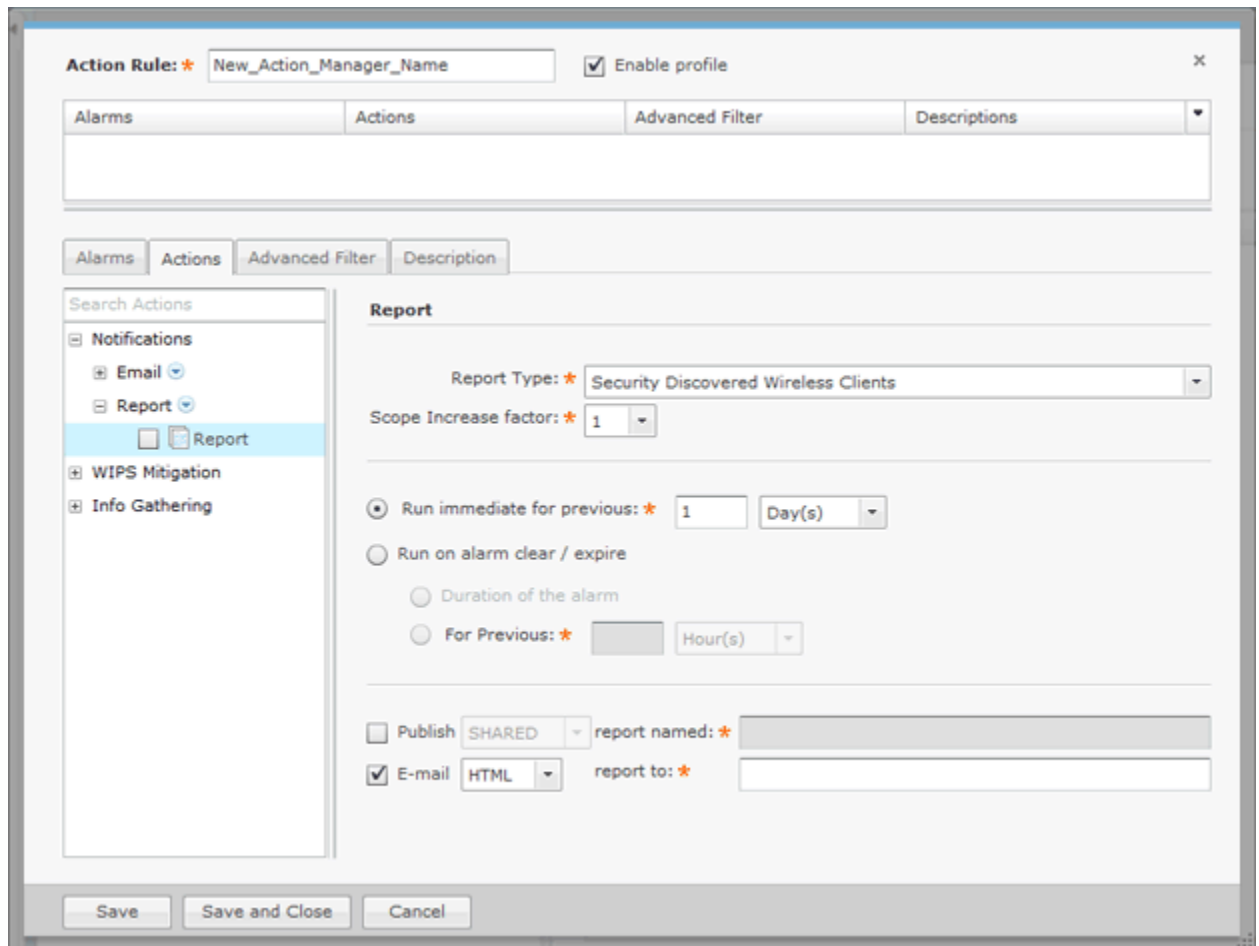 Action Rule: * New_Action_Manager_Name Enable profile
Alarms Actions Advanced Filter Descriptions
Alarms Actions Advanced Filter Description
Search Actions
Notifications
Email
Report
Report
WIPS Mitigation
Info Gathering
Report
Report Type: * Security Discovered Wireless Clients
Scope Increase factor: * 1
Run immediate for previous: * 1 Day(s)
Run on alarm clear / expire
Duration of the alarm
For Previous: * Hour(s)
Publish SHARED report named: *
E-mail HTML report to: *
Save Save and Close Cancel